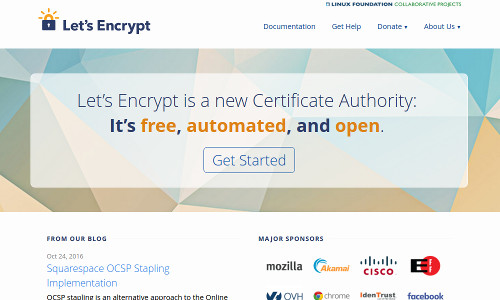 LINUX FOUNDATION COLLABORATIVE PROJECTS
Let's Encrypt
Documentation Get Help Donate ▾ About Us ▾
Let's Encrypt is a new Certificate Authority:
It's free, automated, and open.
Get Started
FROM OUR BLOG
Oct 24, 2016
Squarespace OCSP Stapling
Implementation
OCSP stapling is an alternative approach to the Online
MAJOR SPONSORS
mozilla Akamai CISCO EFF
OVH chrome IdenTrust facebook